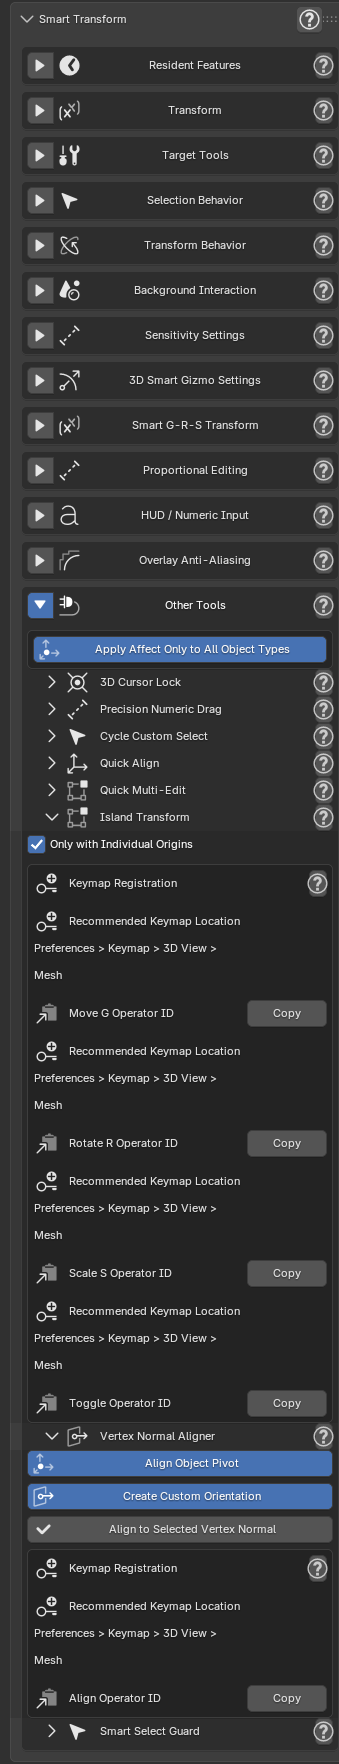 Smart Transform
Resident Features
Transform
Target Tools
Selection Behavior
Transform Behavior
Background Interaction
Sensitivity Settings
3D Smart Gizmo Settings
Smart G-R-S Transform
Proportional Editing
HUD / Numeric Input
Overlay Anti-Aliasing
Other Tools
Apply Affect Only to All Object Types
3D Cursor Lock
Precision Numeric Drag
Cycle Custom Select
Quick Align
Quick Multi-Edit
Island Transform
Only with Individual Origins
Keymap Registration
Recommended Keymap Location
Preferences > Keymap > 3D View >
Mesh
Move G Operator ID Copy
Recommended Keymap Location
Preferences > Keymap > 3D View >
Mesh
Rotate R Operator ID Copy
Recommended Keymap Location
Preferences > Keymap > 3D View >
Mesh
Scale S Operator ID Copy
Recommended Keymap Location
Preferences > Keymap > 3D View >
Mesh
Toggle Operator ID Copy
Vertex Normal Aligner
Align Object Pivot
Create Custom Orientation
Align to Selected Vertex Normal
Keymap Registration
Recommended Keymap Location
Preferences > Keymap > 3D View >
Mesh
Align Operator ID Copy
Smart Select Guard